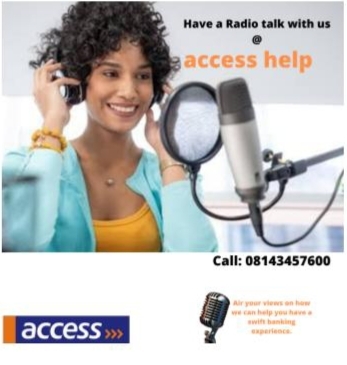 Have a Radio talk with us
@
access help
Call: 08143457600
Air your views on how
we can help you have a
swift banking
experience.
access >>>